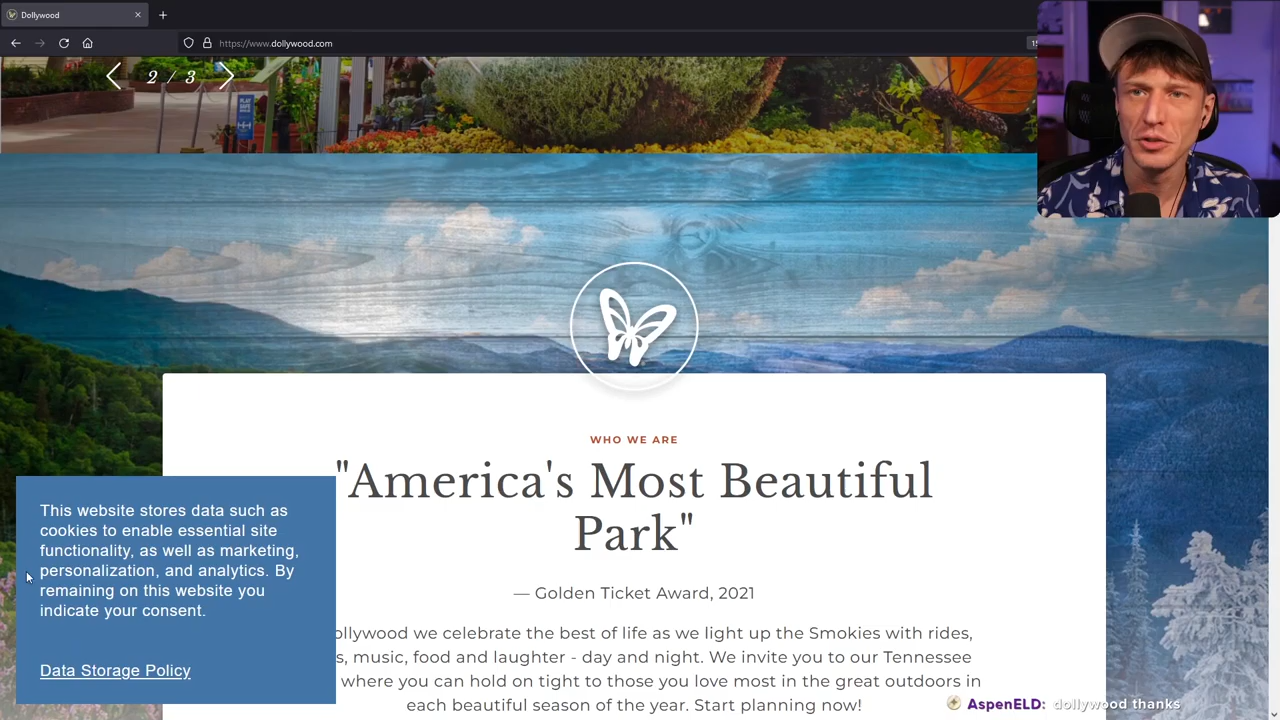 Dollywood
https://www.dollywood.com
2 / 3
PLAY SAFE
WHO WE ARE
"America's Most Beautiful
Park"
— Golden Ticket Award, 2021
ollywood we celebrate the best of life as we light up the Smokies with rides,
s, music, food and laughter - day and night. We invite you to our Tennessee
where you can hold on tight to those you love most in the great outdoors in
each beautiful season of the year. Start planning now!
This website stores data such as
cookies to enable essential site
functionality, as well as marketing,
personalization, and analytics. By
remaining on this website you
indicate your consent.
Data Storage Policy
AspenELD: dollywood thanks